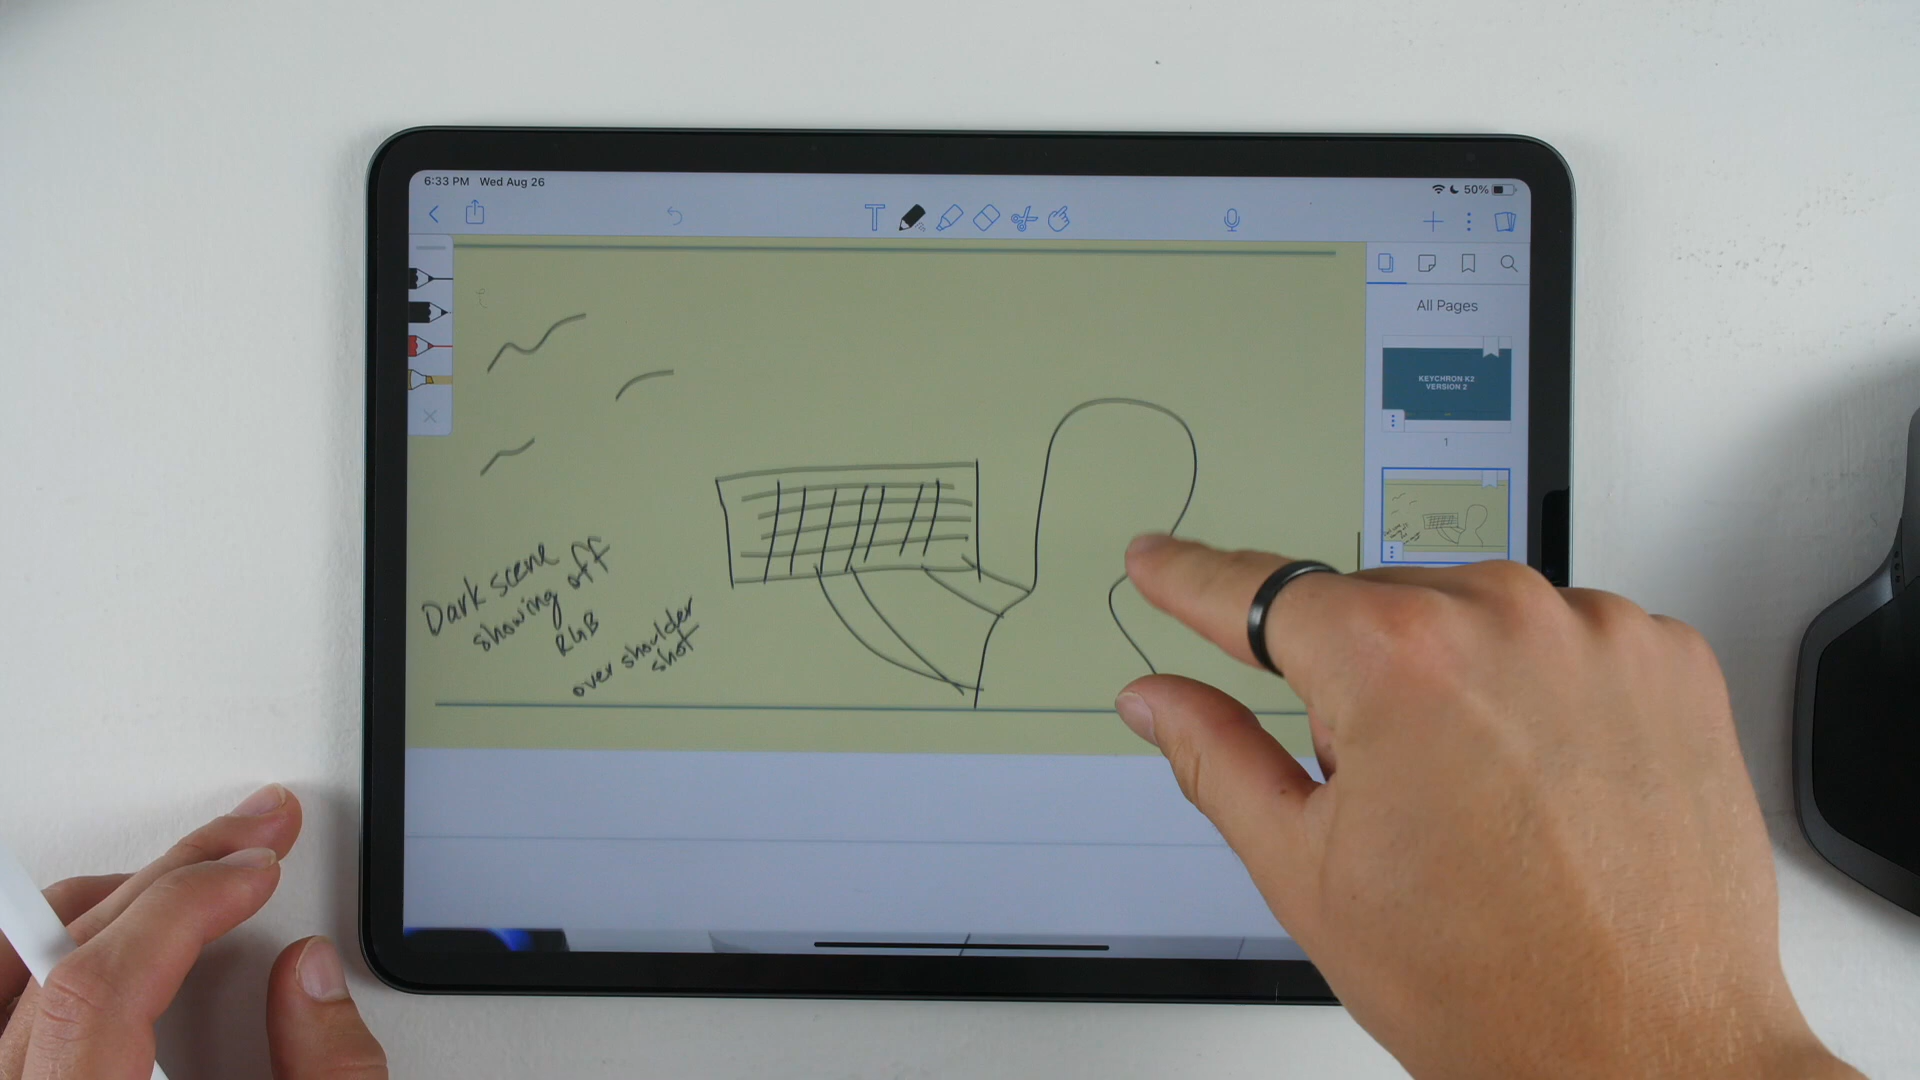 6:33 PM Wed Aug 26
50%
T
All Pages
KEYCHRON K2
VERSION 2
1
Dark scene
showing off
RGB
over shoulder
shot